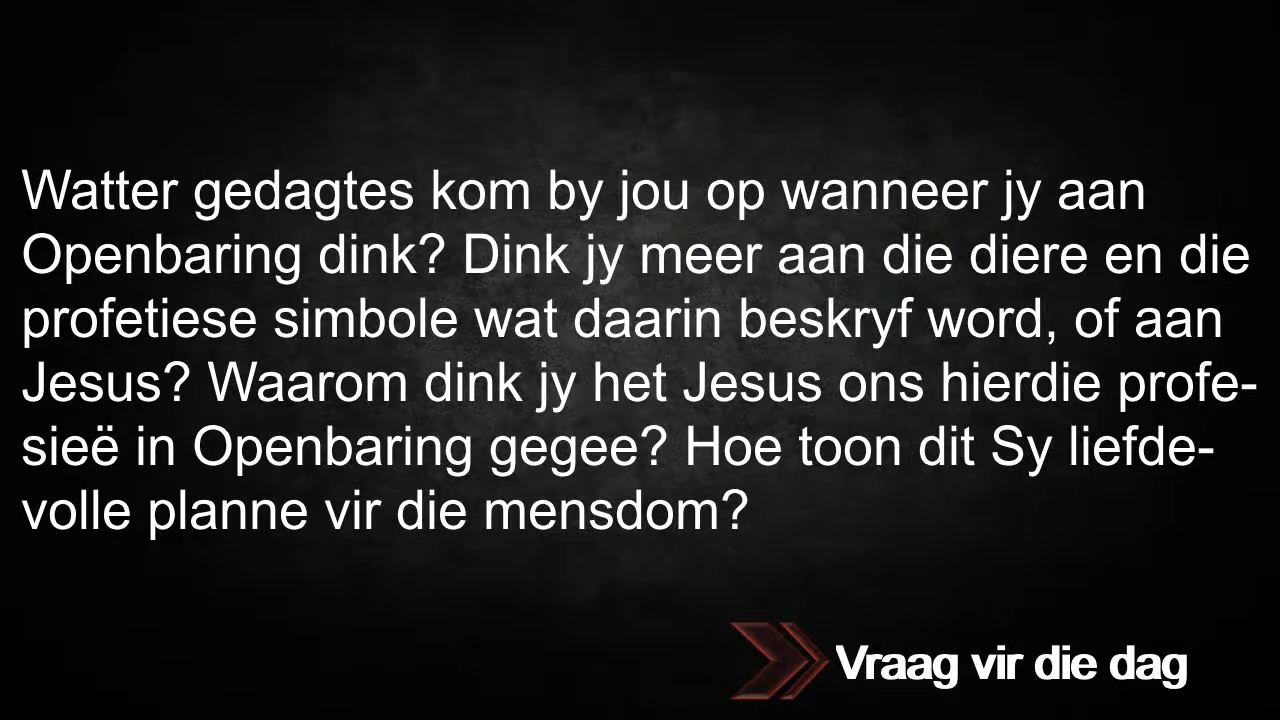 Watter gedagtes kom by jou op wanneer jy aan
Openbaring dink? Dink jy meer aan die diere en die
profetiese simbole wat daarin beskryf word, of aan
Jesus? Waarom dink jy het Jesus ons hierdie profe-
sieë in Openbaring gegee? Hoe toon dit Sy liefde-
volle planne vir die mensdom?
Vraag vir die dag